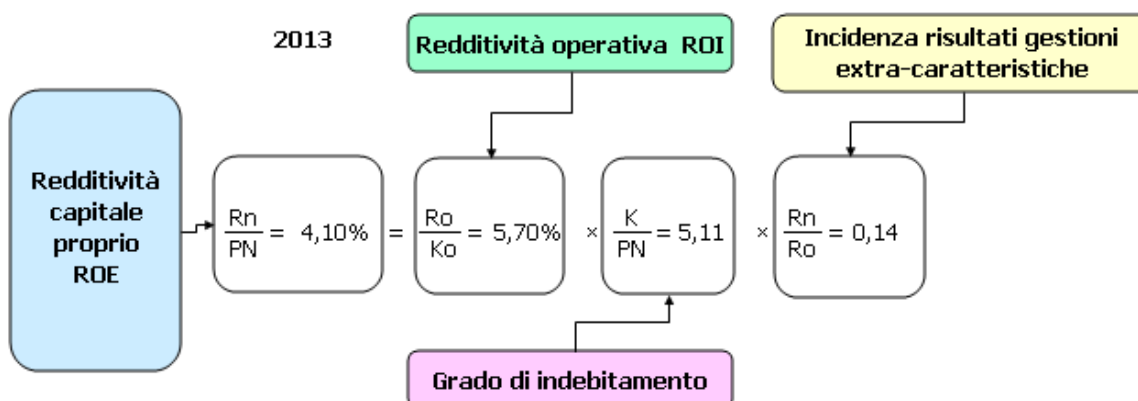 2013
Redditività operativa ROI
Incidenza risultati gestioni
extra-caratteristiche
Redditività
capitale
proprio
ROE
Rn/PN = 4,10% = Ro/Ko = 5,70% × K/PN = 5,11 × Rn/Ro = 0,14
Grado di indebitamento